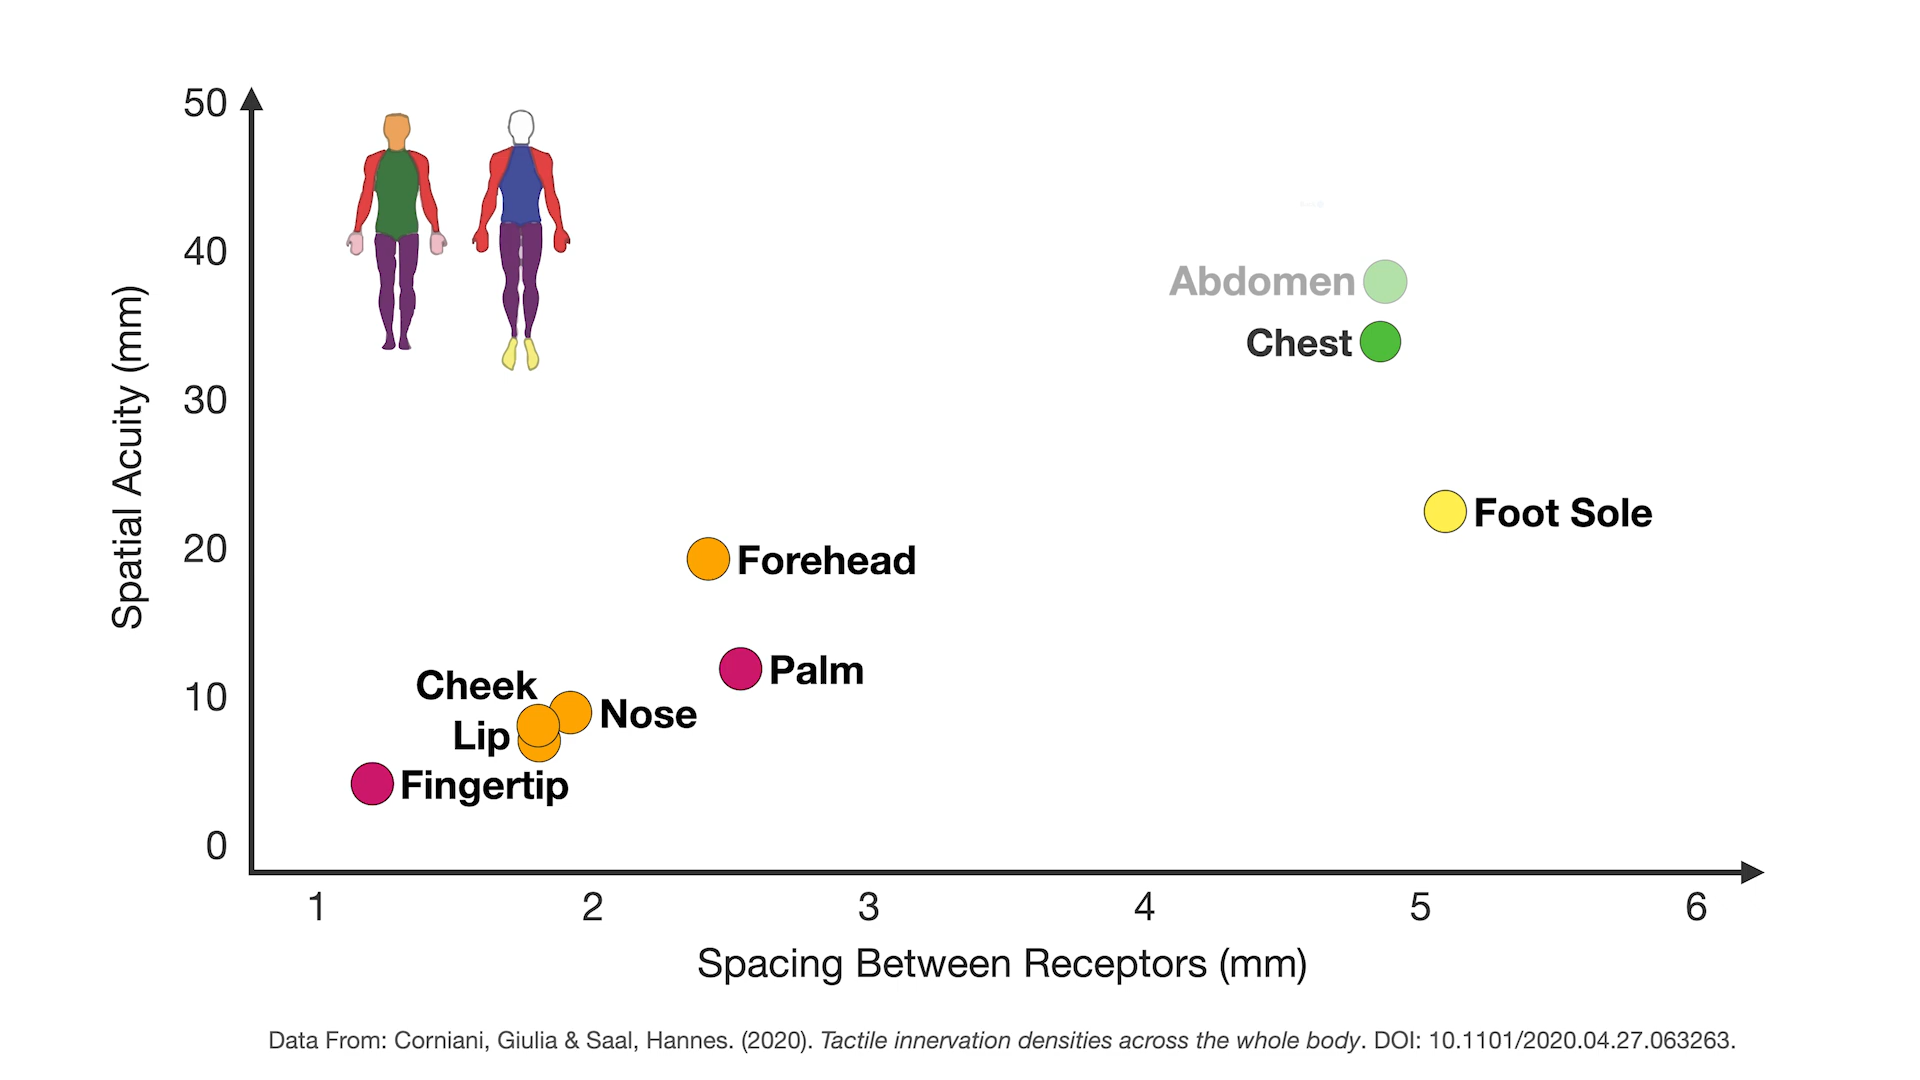 50
40
30
20
10
0
Spatial Acuity (mm)
Abdomen
Chest
Foot Sole
Forehead
Palm
Cheek
Nose
Lip
Fingertip
1 2 3 4 5 6
Spacing Between Receptors (mm)
Data From: Corniani, Giulia & Saal, Hannes. (2020). Tactile innervation densities across the whole body. DOI: 10.1101/2020.04.27.063263.